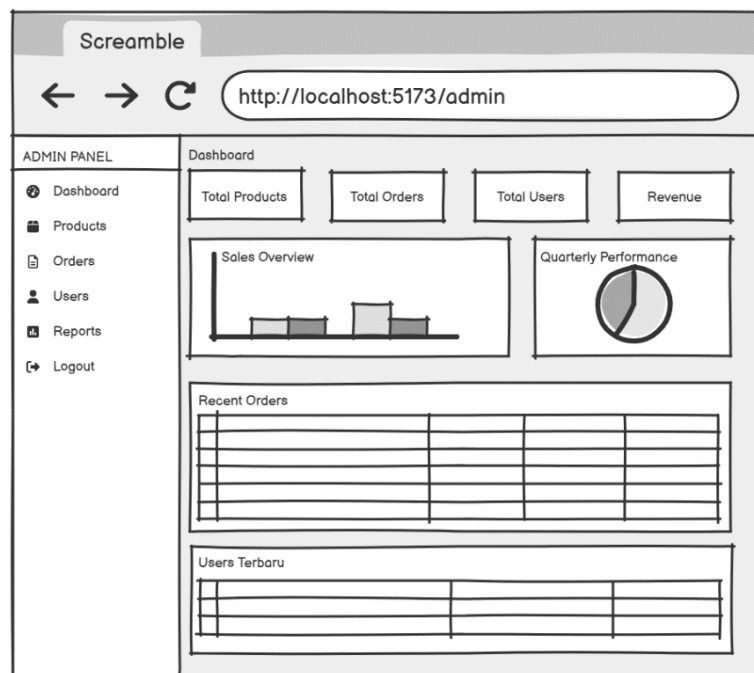 Screamble
http://localhost:5173/admin
ADMIN PANEL
Dashboard
Products
Orders
Users
Reports
Logout
Dashboard
Total Products
Total Orders
Total Users
Revenue
Sales Overview
Quarterly Performance
Recent Orders
Users Terbaru